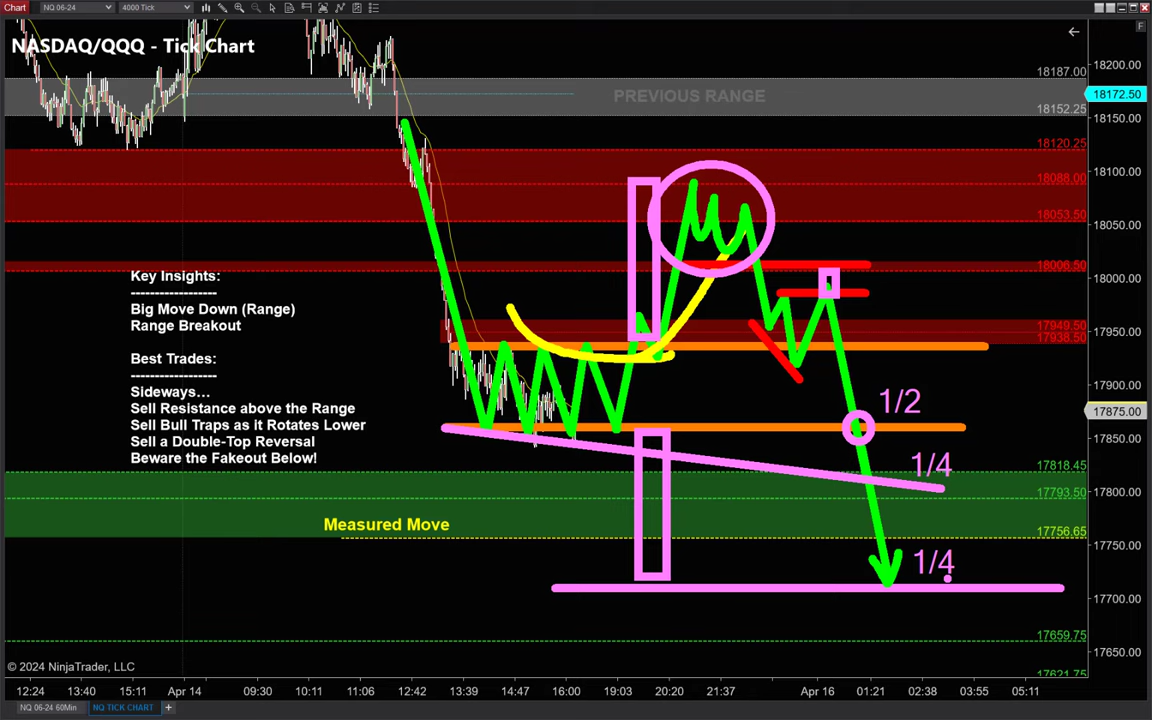 Chart
NQ 06-24
4000 Tick
NASDAQ/QQQ - Tick Chart
F
PREVIOUS RANGE
18187.00
18152.25
18120.25
18088.00
18053.50
18006.50
17949.50
17938.50
17818.45
17793.50
17756.65
17659.75
17621.75
18200.00
18172.50
18150.00
18100.00
18050.00
18000.00
17950.00
17900.00
17875.00
17850.00
17800.00
17750.00
17700.00
17650.00
Key Insights:
------------------
Big Move Down (Range)
Range Breakout
Best Trades:
------------------
Sideways...
Sell Resistance above the Range
Sell Bull Traps as it Rotates Lower
Sell a Double-Top Reversal
Beware the Fakeout Below!
1/2
1/4
Measured Move
1/4
© 2024 NinjaTrader, LLC
12:24 13:40 15:11 Apr 14 09:30 10:11 11:06 12:42 13:39 14:47 16:00 19:03 20:20 21:37 Apr 16 01:21 02:38 03:55 05:11
NQ 06-24 60Min NQ TICK CHART +